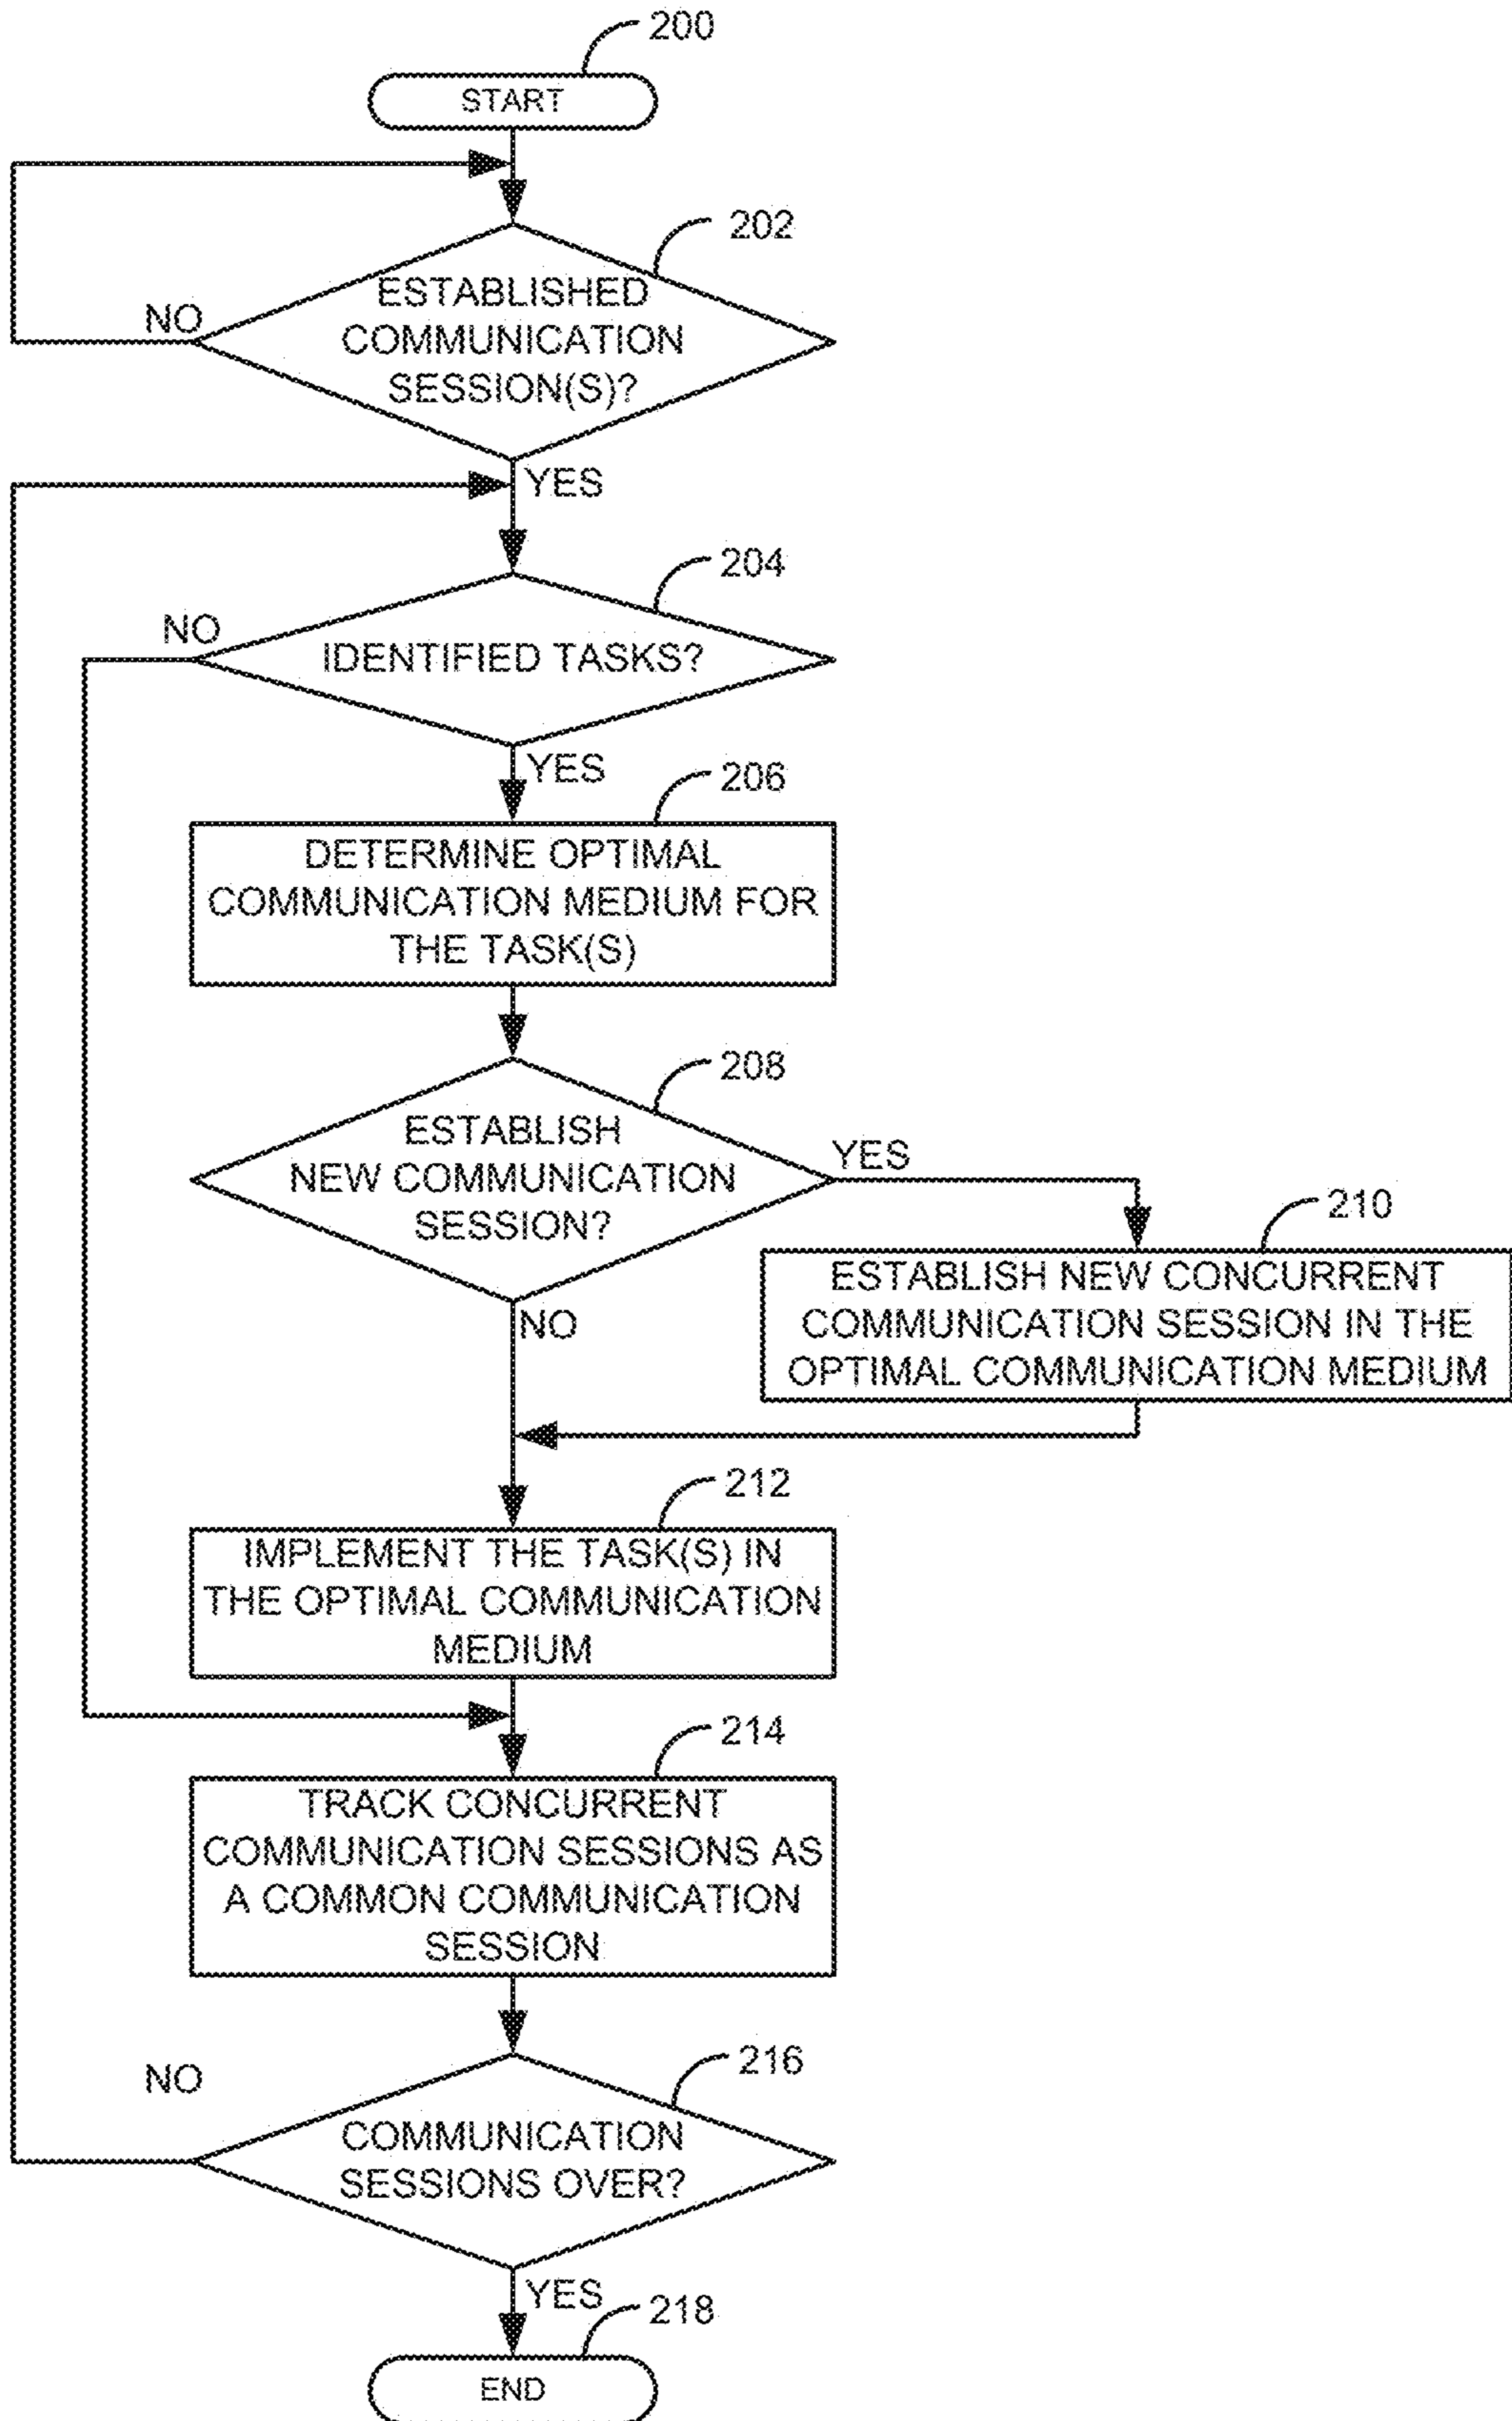 200
START
202
ESTABLISHED
COMMUNICATION
SESSION(S)?
NO
YES
204
NO
IDENTIFIED TASKS?
YES
206
DETERMINE OPTIMAL
COMMUNICATION MEDIUM FOR
THE TASK(S)
208
ESTABLISH
NEW COMMUNICATION
SESSION?
YES
NO
210
ESTABLISH NEW CONCURRENT
COMMUNICATION SESSION IN THE
OPTIMAL COMMUNICATION MEDIUM
212
IMPLEMENT THE TASK(S) IN
THE OPTIMAL COMMUNICATION
MEDIUM
214
TRACK CONCURRENT
COMMUNICATION SESSIONS AS
A COMMON COMMUNICATION
SESSION
216
NO
COMMUNICATION
SESSIONS OVER?
YES
218
END